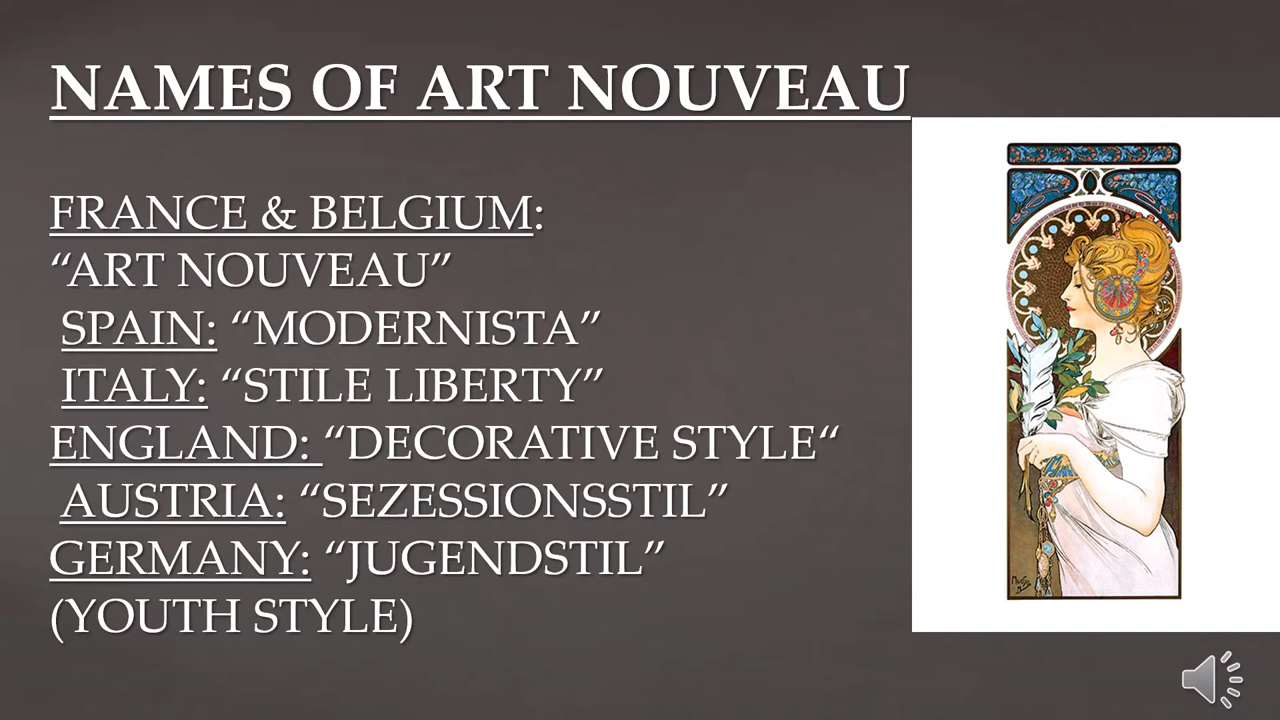 NAMES OF ART NOUVEAU
FRANCE & BELGIUM:
“ART NOUVEAU”
SPAIN: “MODERNISTA”
ITALY: “STILE LIBERTY”
ENGLAND: “DECORATIVE STYLE“
AUSTRIA: “SEZESSIONSSTIL”
GERMANY: “JUGENDSTIL”
(YOUTH STYLE)
Mucha